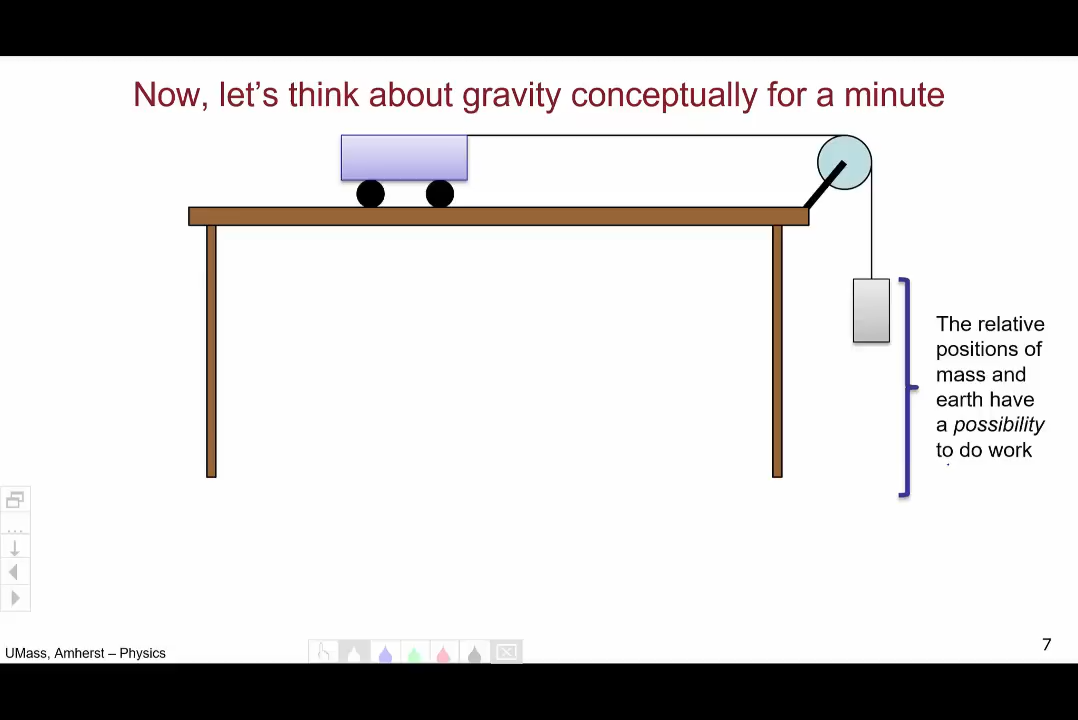 Now, let's think about gravity conceptually for a minute
The relative
positions of
mass and
earth have
a possibility
to do work
...
UMass, Amherst – Physics
7